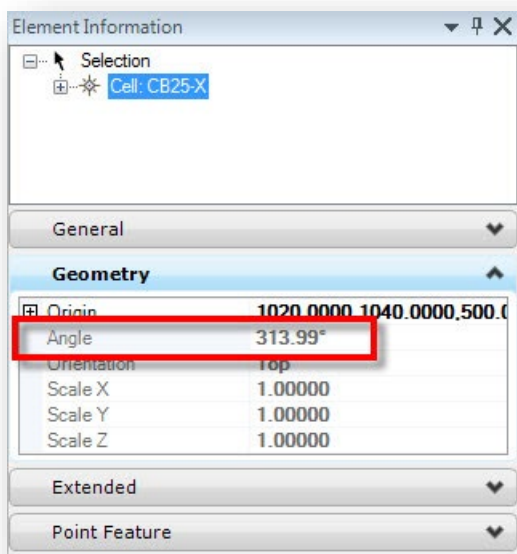 Element Information
Selection
Cell: CB25-X
General
Geometry
Origin 1020.0000,1040.0000,500.0
Angle 313.99°
Orientation Top
Scale X 1.00000
Scale Y 1.00000
Scale Z 1.00000
Extended
Point Feature